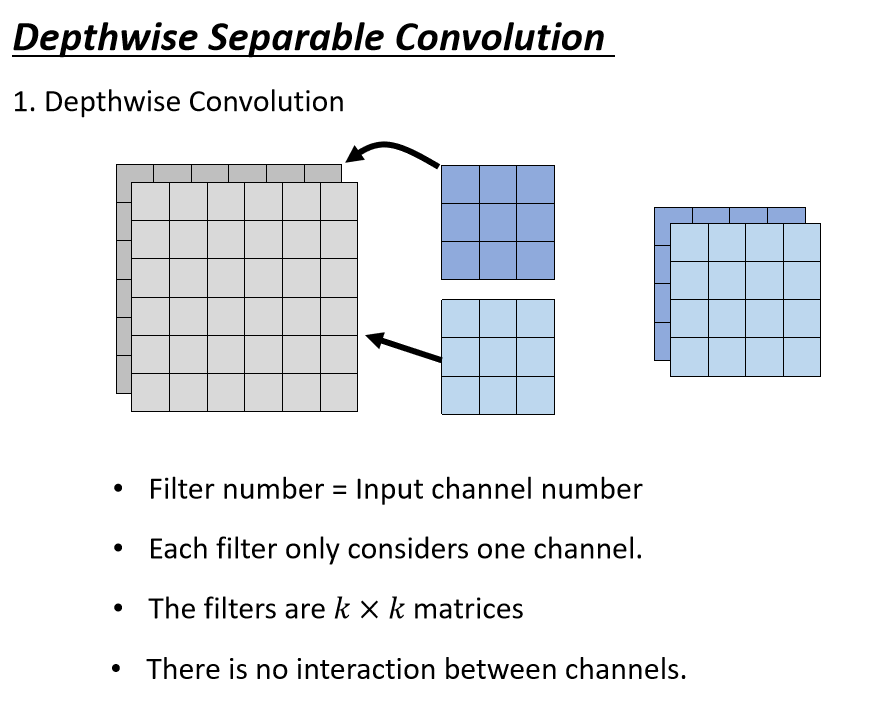 Depthwise Separable Convolution
1. Depthwise Convolution
• Filter number = Input channel number
• Each filter only considers one channel.
• The filters are k × k matrices
• There is no interaction between channels.